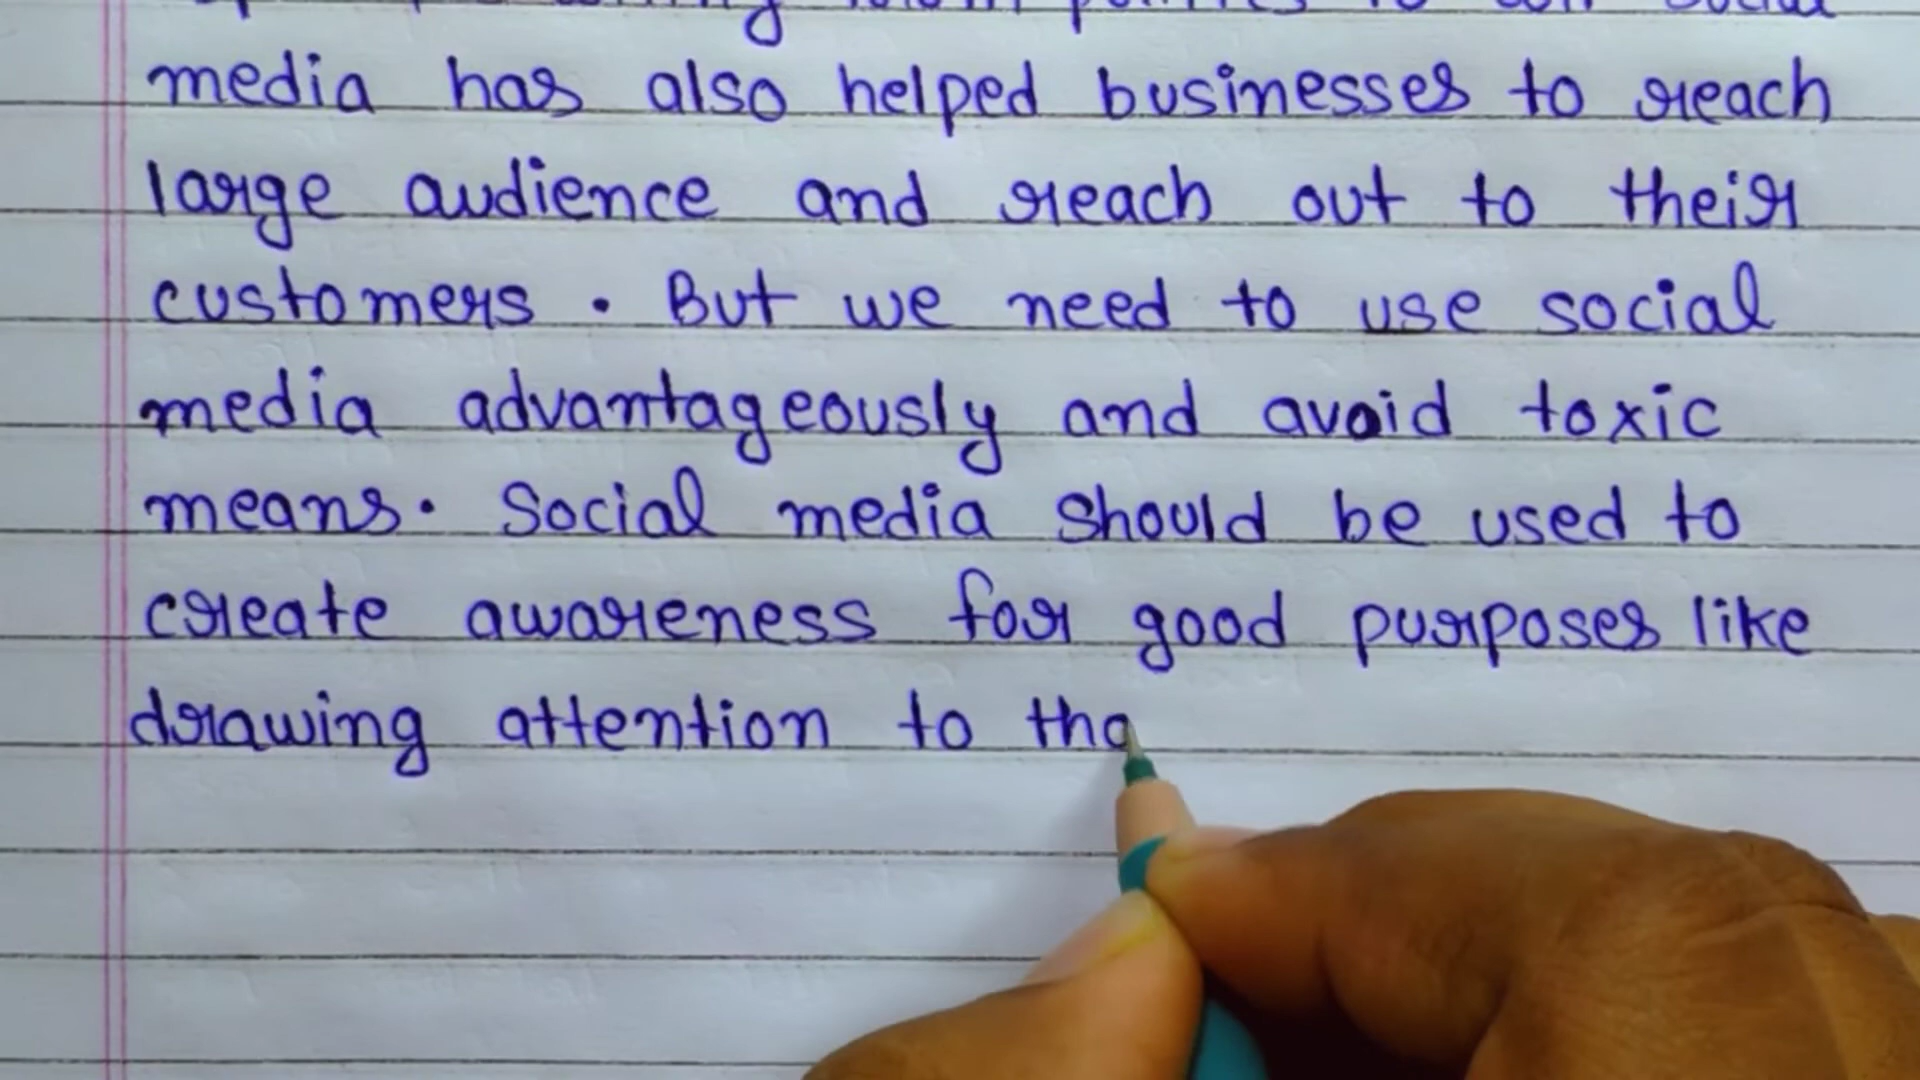 media has also helped businesses to reach
large audience and reach out to their
customers. But we need to use social
media advantageously and avoid toxic
means. Social media should be used to
create awareness for good purposes like
drawing attention to tho